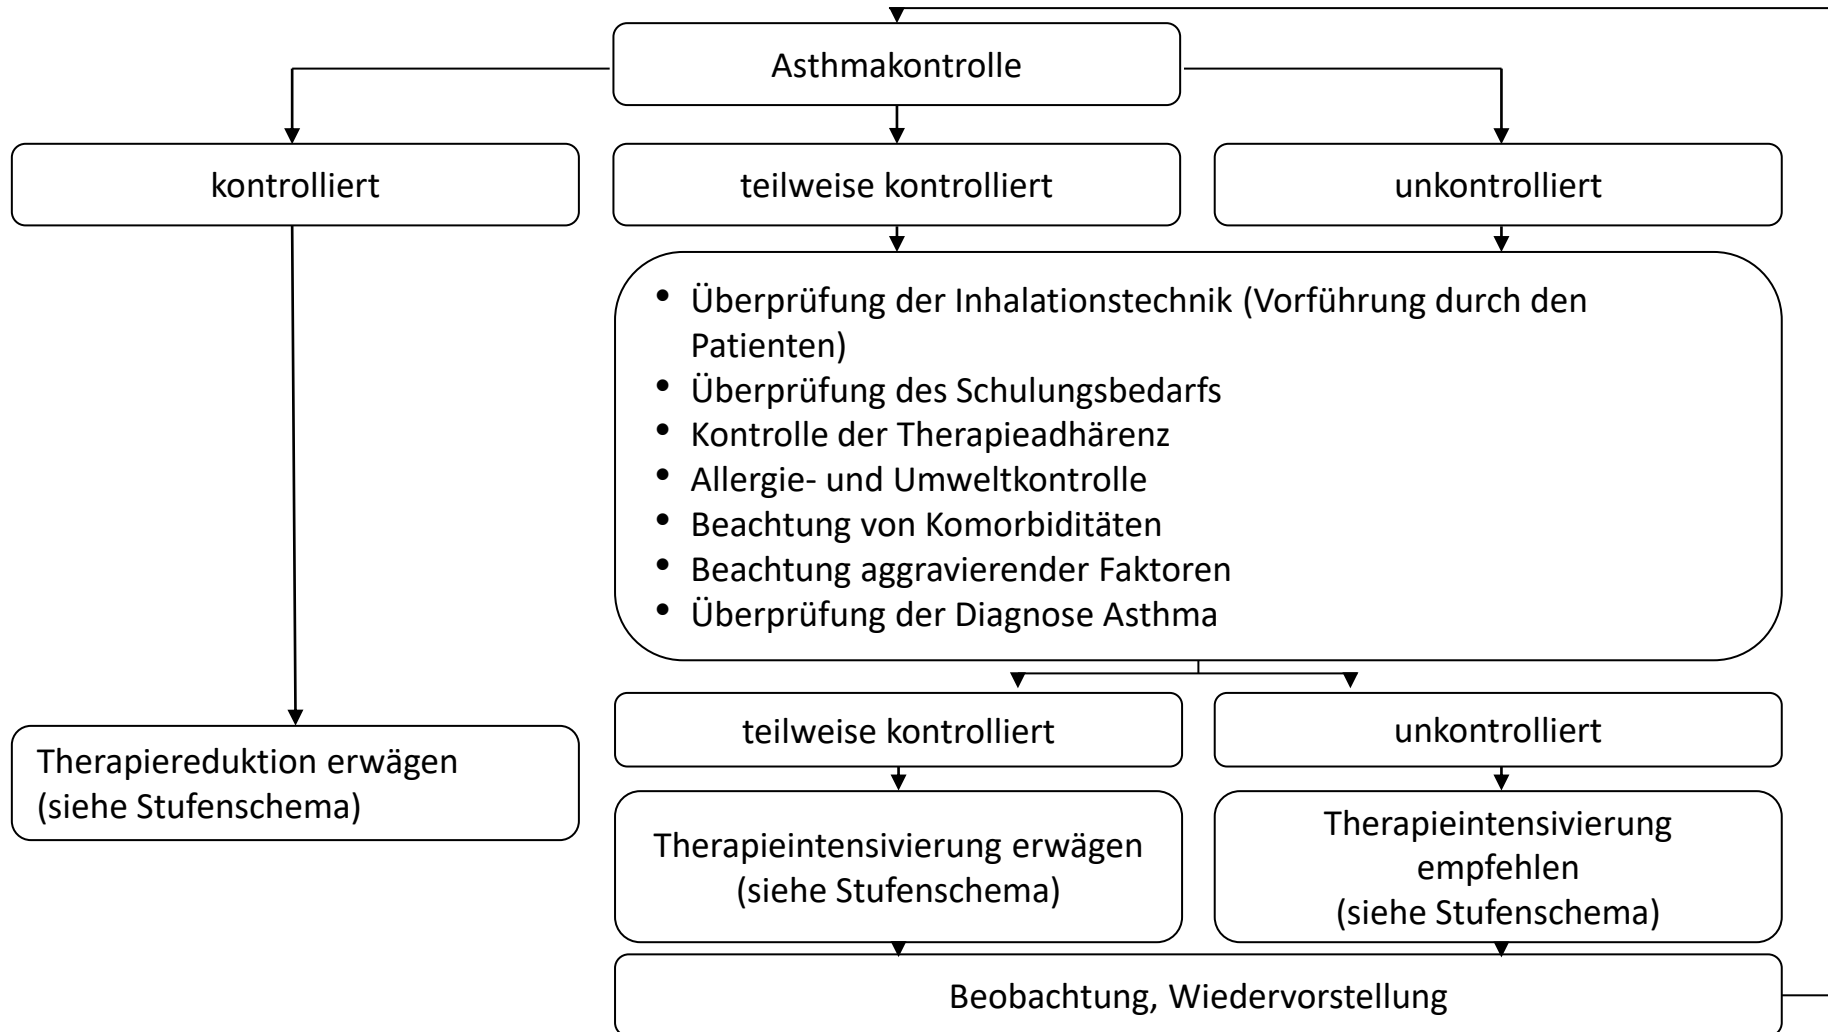 Asthmakontrolle
kontrolliert
teilweise kontrolliert
unkontrolliert
• Überprüfung der Inhalationstechnik (Vorführung durch den
Patienten)
• Überprüfung des Schulungsbedarfs
• Kontrolle der Therapieadhärenz
• Allergie- und Umweltkontrolle
• Beachtung von Komorbiditäten
• Beachtung aggravierender Faktoren
• Überprüfung der Diagnose Asthma
teilweise kontrolliert
unkontrolliert
Therapiereduktion erwägen
(siehe Stufenschema)
Therapieintensivierung erwägen
(siehe Stufenschema)
Therapieintensivierung
empfehlen
(siehe Stufenschema)
Beobachtung, Wiedervorstellung